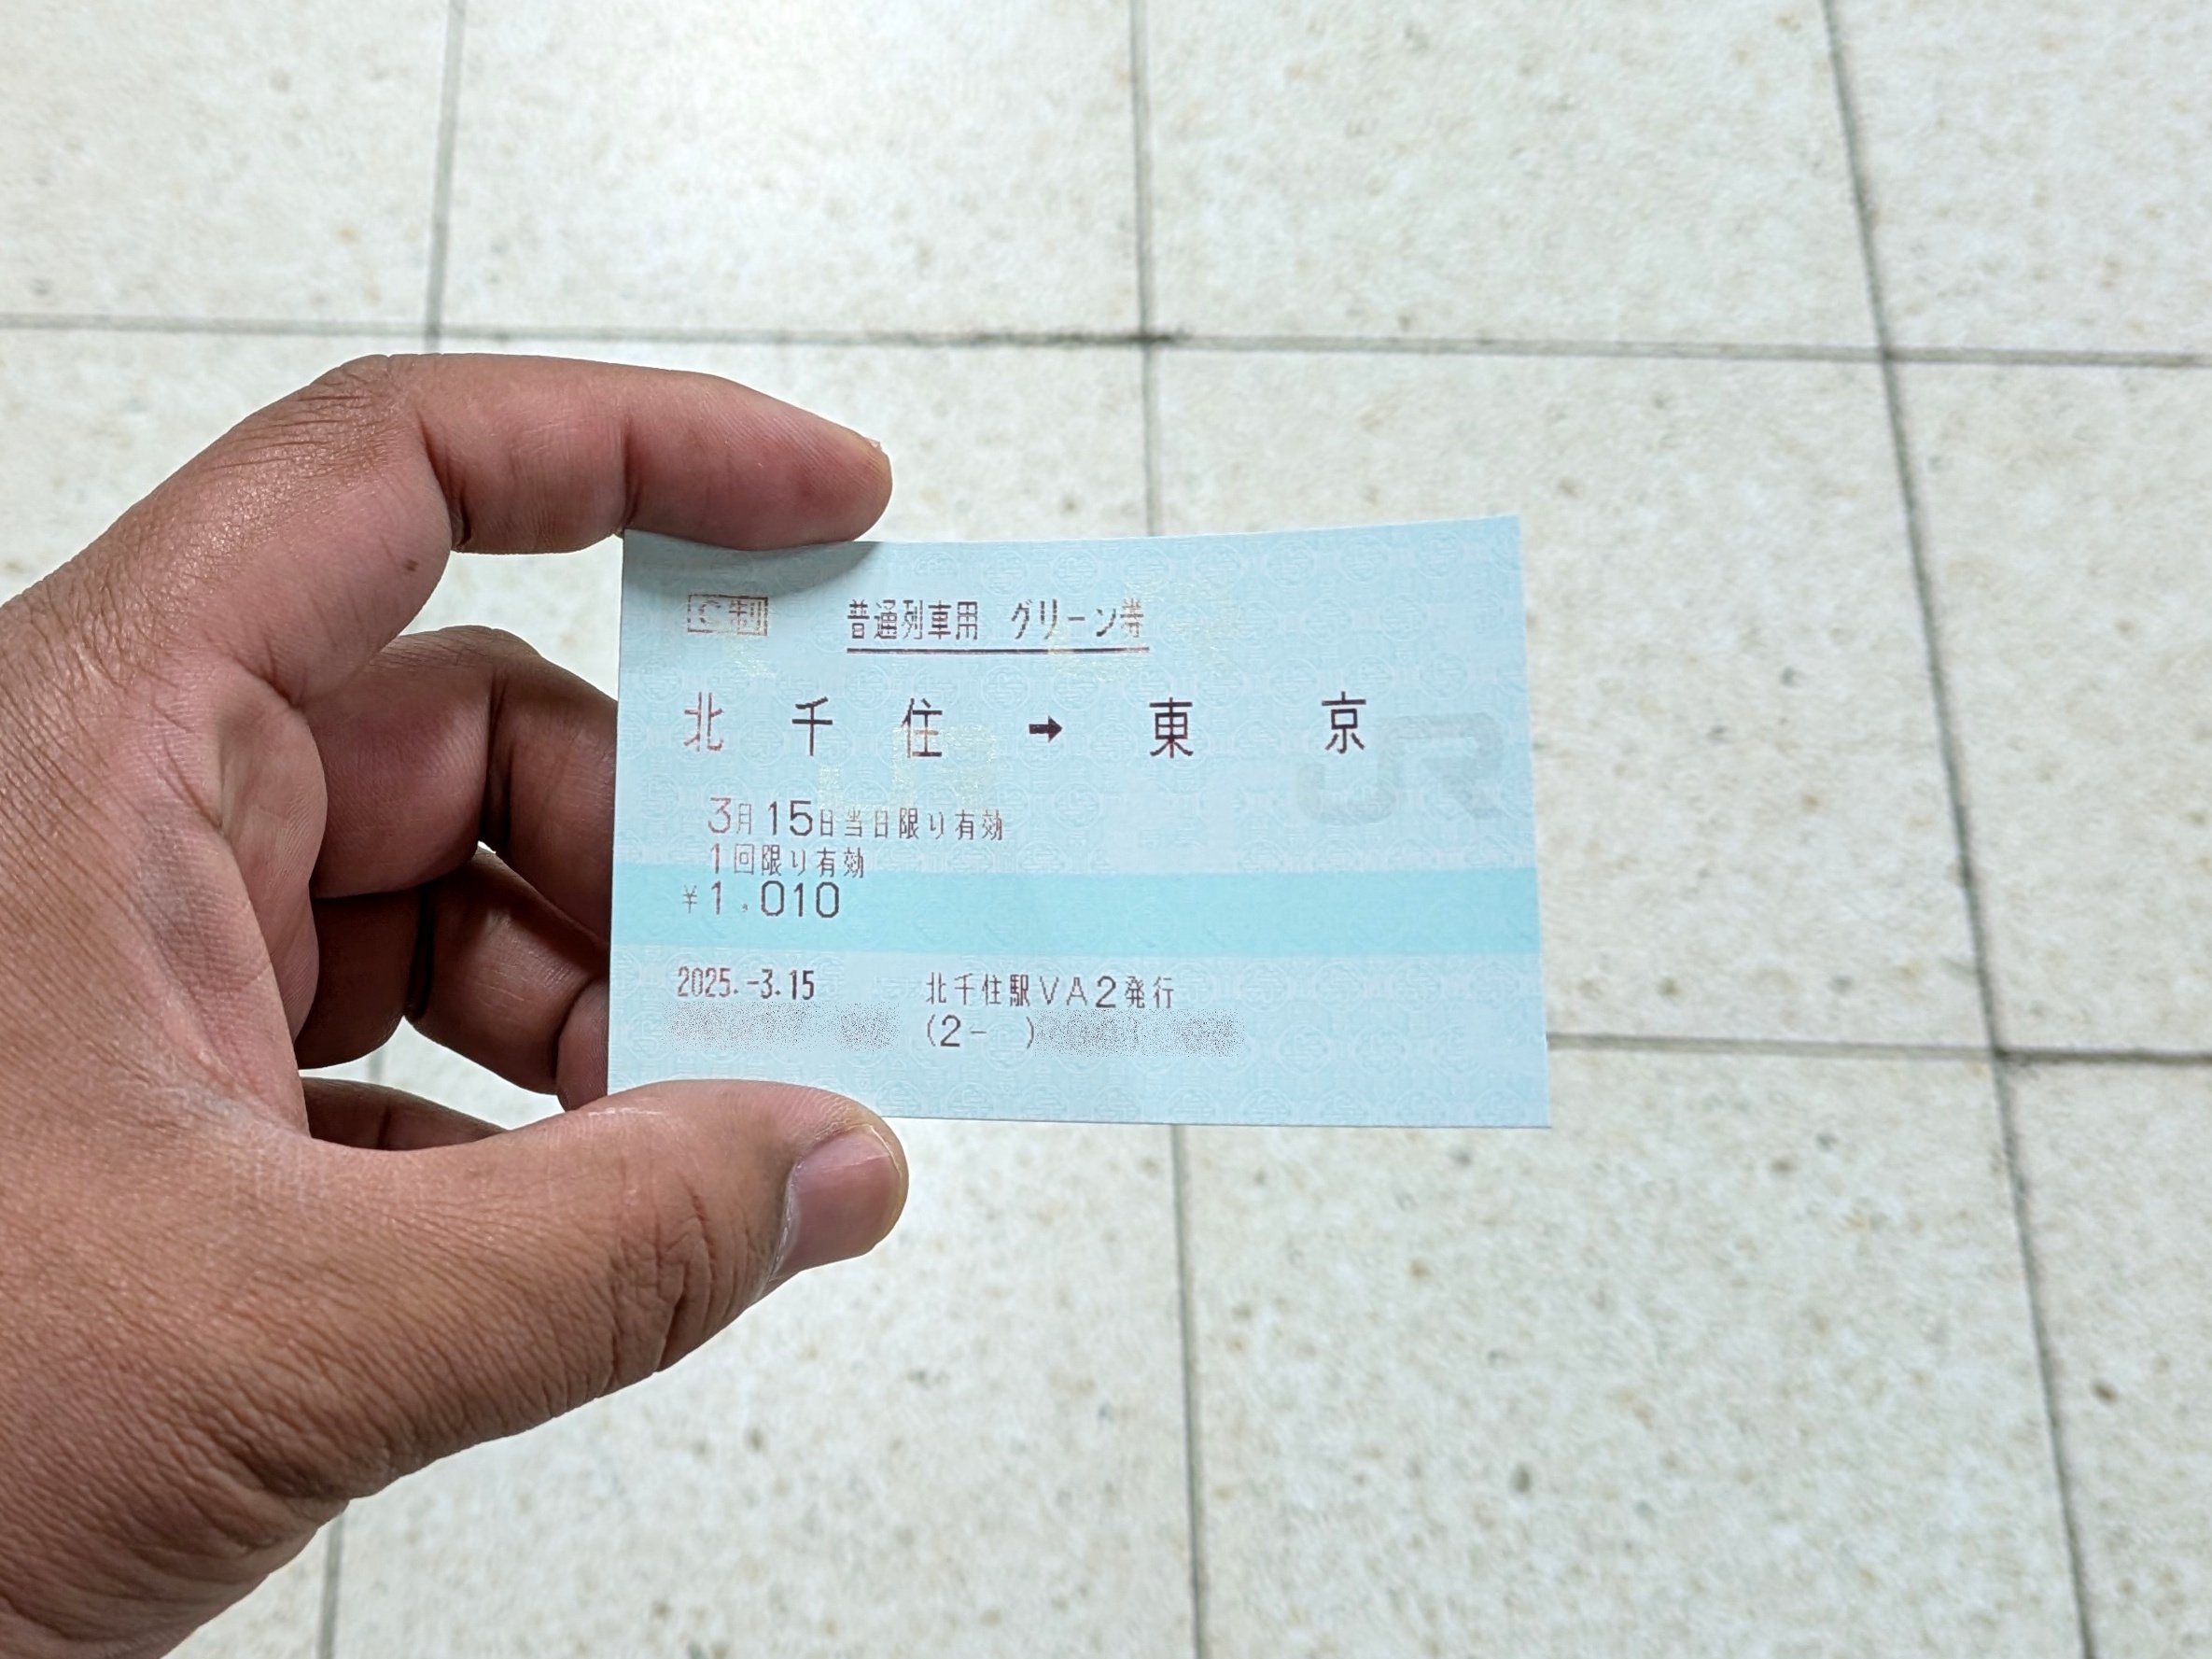 C制 普通列車用 グリーン券
北千住 ➡ 東京
3月15日当日限り有効
1回限り有効
¥1,010
2025.-3.15 北千住駅VA2発行
(2- )
JR